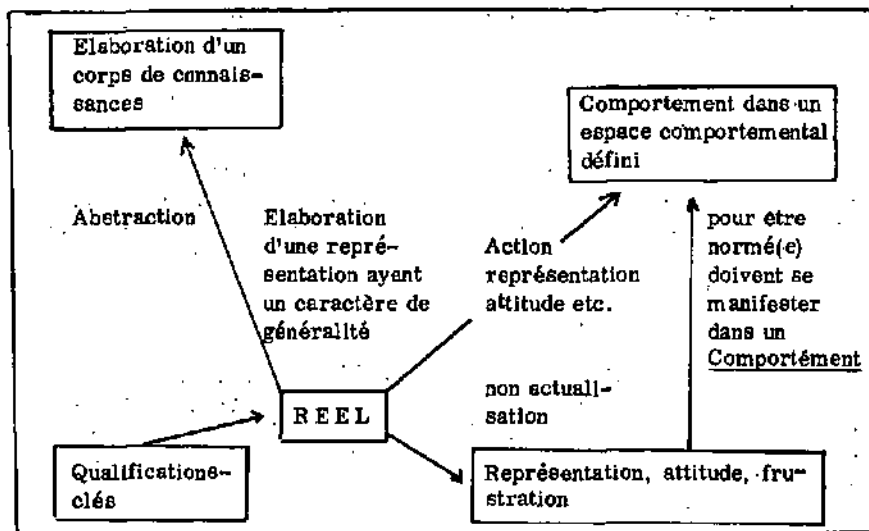 Elaboration d'un
corps de connais-
sances
Comportement dans un
espace comportemental
défini
Abstraction
Elaboration
d'une repré-
sentation ayant
un caractère de
généralité
Action
représentation
attitude etc.
pour être
normé(e)
doivent se
manifester
dans un
Comportément
non actuali-
sation
REEL
Qualifications-
clés
Représentation, attitude, fru-
stration